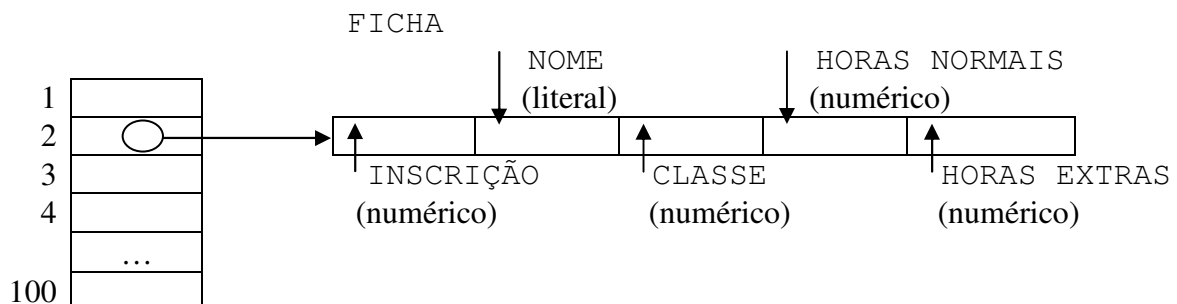 FICHA
NOME
(literal)
HORAS NORMAIS
(numérico)
1
2
3
4
...
100
INSCRIÇÃO
(numérico)
CLASSE
(numérico)
HORAS EXTRAS
(numérico)